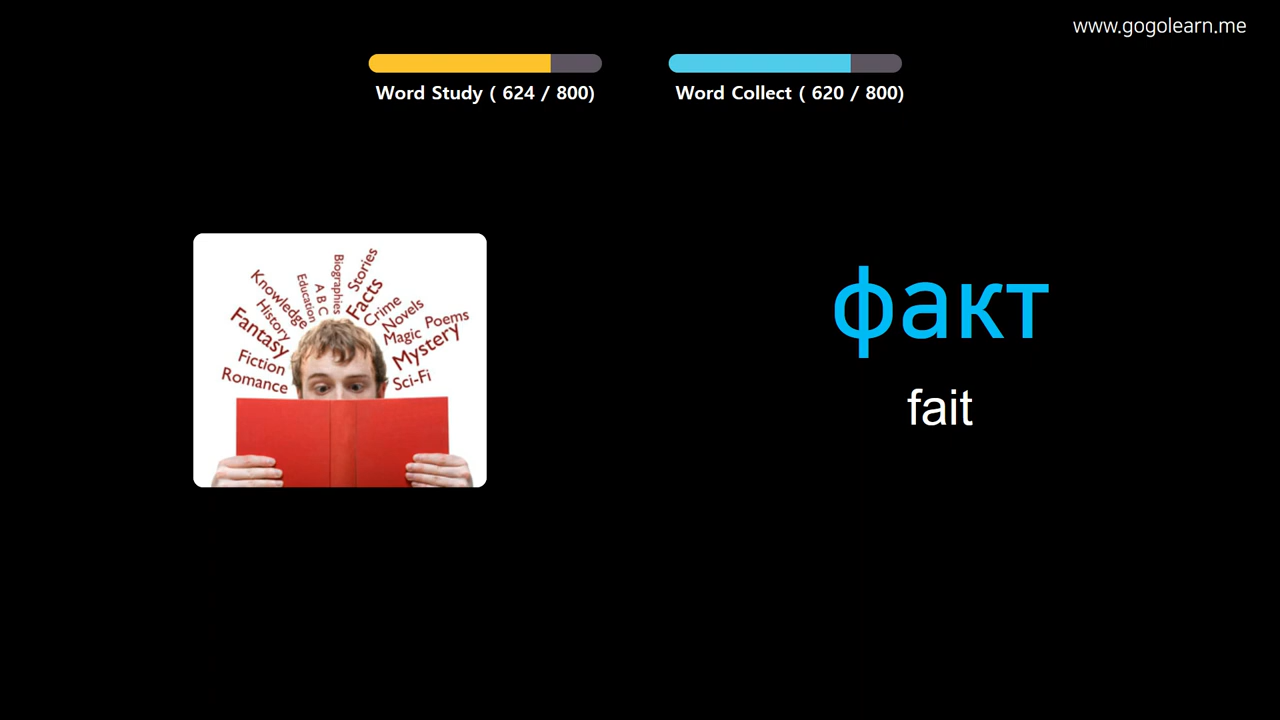 www.gogolearn.me
Word Study ( 624 / 800)
Word Collect ( 620 / 800)
Knowledge
History
Fantasy
Fiction
Romance
Education
A B C
Biographies
Stories
Facts
Crime
Novels
Magic
Poems
Mystery
Sci-Fi
факт
fait